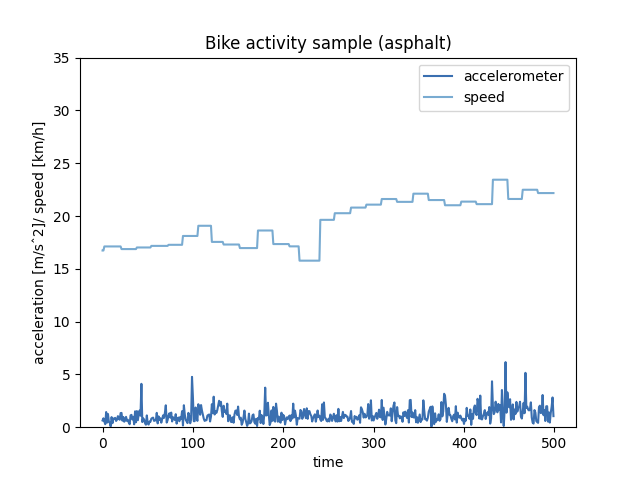 Bike activity sample (asphalt)
accelerometer
speed
acceleration [m/s^2]/ speed [km/h]
35
30
25
20
15
10
5
0
0 100 200 300 400 500
time